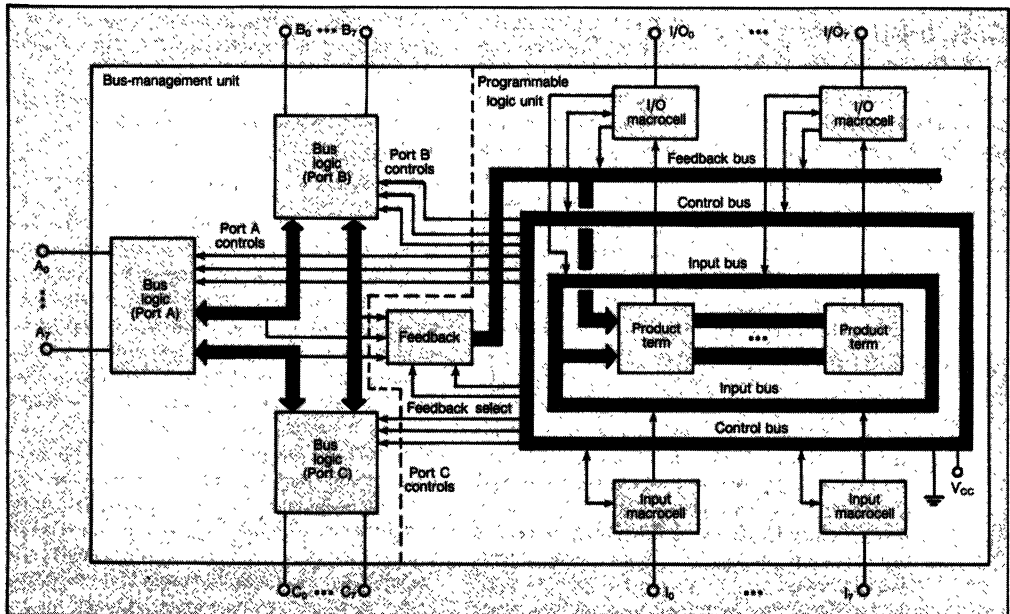 B₀ ••• B₇
I/O₀ ••• I/O₇
Bus-management unit
Programmable
logic unit
I/O
macrocell
I/O
macrocell
Bus
logic
(Port B)
Port B
controls
Feedback bus
Control bus
Port A
controls
Input bus
A₀
•••
A₇
Bus
logic
(Port A)
Feedback
Product
term
•••
Product
term
Input bus
Feedback select
Control bus
Bus
logic
(Port C)
Port C
controls
Input
macrocell
Input
macrocell
VCC
C₀ ••• C₇
I₀ ••• I₇